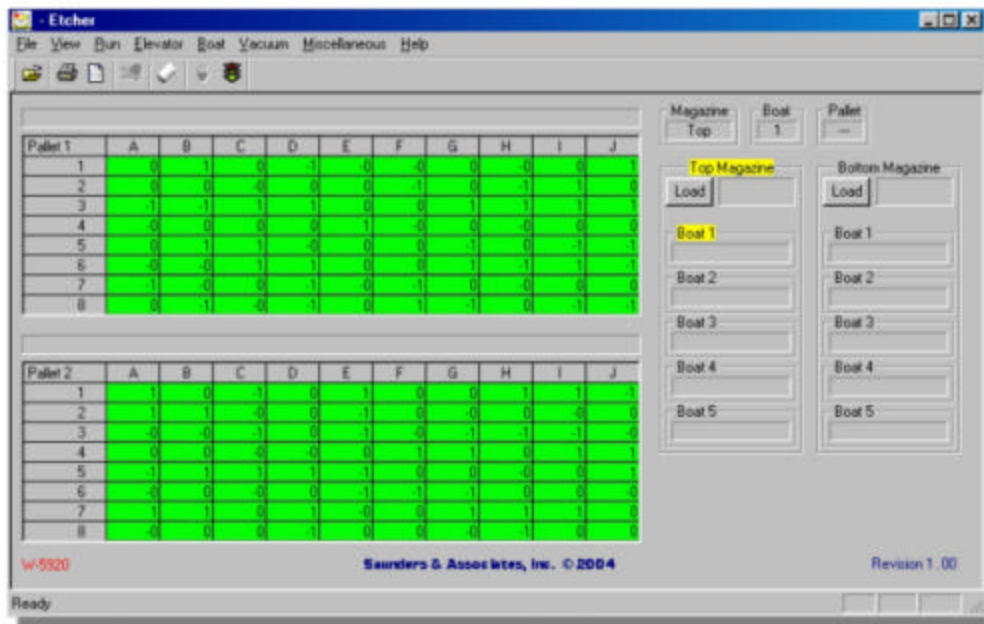 - Etcher
File View Run Elevator Boat Vacuum Miscellaneous Help
Magazine Boat Pallet
Top 1 ---
Pallet 1 A B C D E F G H I J
1 0 1 0 -1 -0 -0 0 -0 0 1
2 0 0 -0 0 0 -1 0 -1 1 0
3 -1 -1 1 1 0 0 1 1 1 1
4 -0 0 0 0 1 -0 0 0 0
5 0 1 1 -0 0 0 -1 0 -1 -1
6 -0 -0 1 1 0 0 1 -1 1 -1
7 -1 -0 0 -1 0 -0 0 -1 1 0
8 0 -1 -0 -1 0 1 -1 0 -1 -1
Top Magazine
Load
Boat 1
Boat 2
Boat 3
Boat 4
Boat 5
Bottom Magazine
Load
Boat 1
Boat 2
Boat 3
Boat 4
Boat 5
Pallet 2 A B C D E F G H I J
1 1 0 -1 0 1 0 0 1 1 -1
2 1 1 -0 0 -1 0 -0 0 -0 0
3 -0 -0 -1 0 -1 -0 -1 -1 -1 -0
4 0 0 -0 -0 0 1 1 0 1 1
5 -1 1 1 1 -1 0 0 -0 0 1
6 -0 0 -0 0 -1 -1 -1 0 0 -0
7 1 1 0 1 -0 0 1 1 1 0
8 -0 0 0 -1 0 0 -0 -1 0 0
W-5920
Saunders & Associates, Inc. © 2004
Revision 1.00
Ready